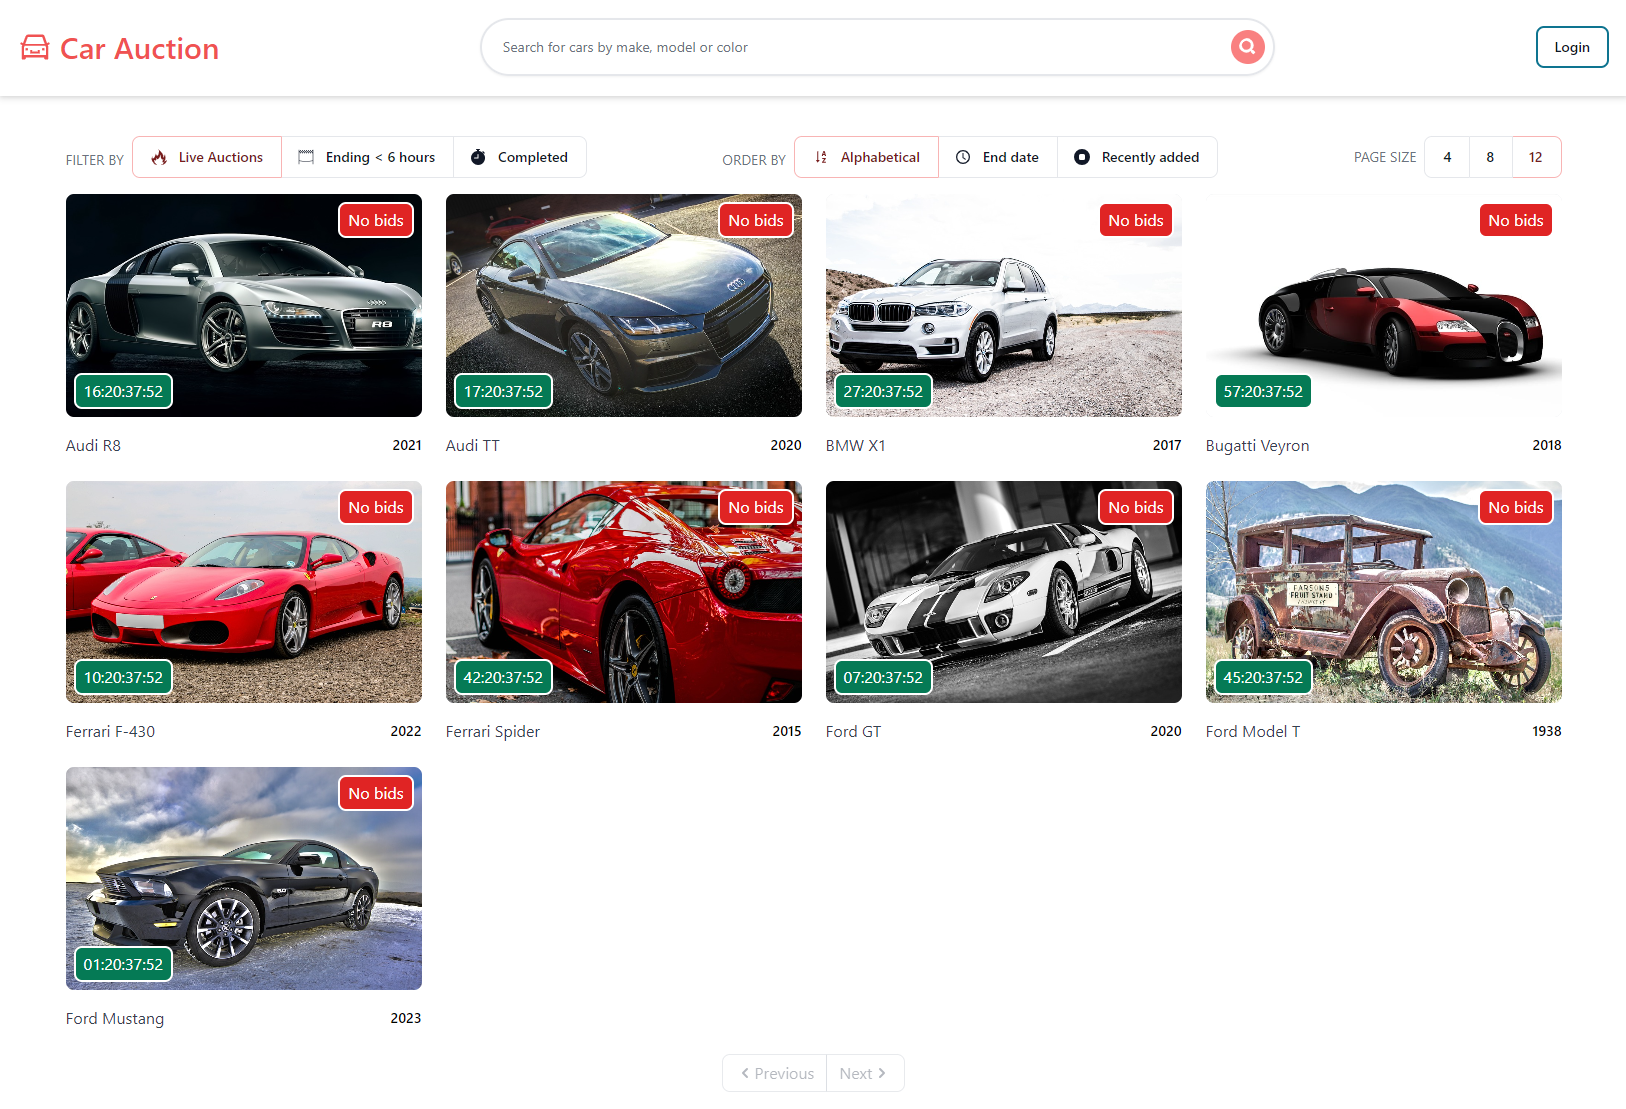 Car Auction
Search for cars by make, model or color
Login
FILTER BY
Live Auctions
Ending < 6 hours
Completed
ORDER BY
Alphabetical
End date
Recently added
PAGE SIZE
4
8
12
No bids
R8
16:20:37:52
Audi R8
2021
No bids
17:20:37:52
Audi TT
2020
No bids
27:20:37:52
BMW X1
2017
No bids
57:20:37:52
Bugatti Veyron
2018
No bids
10:20:37:52
Ferrari F-430
2022
No bids
42:20:37:52
Ferrari Spider
2015
No bids
07:20:37:52
Ford GT
2020
No bids
PARSONS
FRUIT STAND
45:20:37:52
Ford Model T
1938
No bids
5.0
01:20:37:52
Ford Mustang
2023
Previous
Next